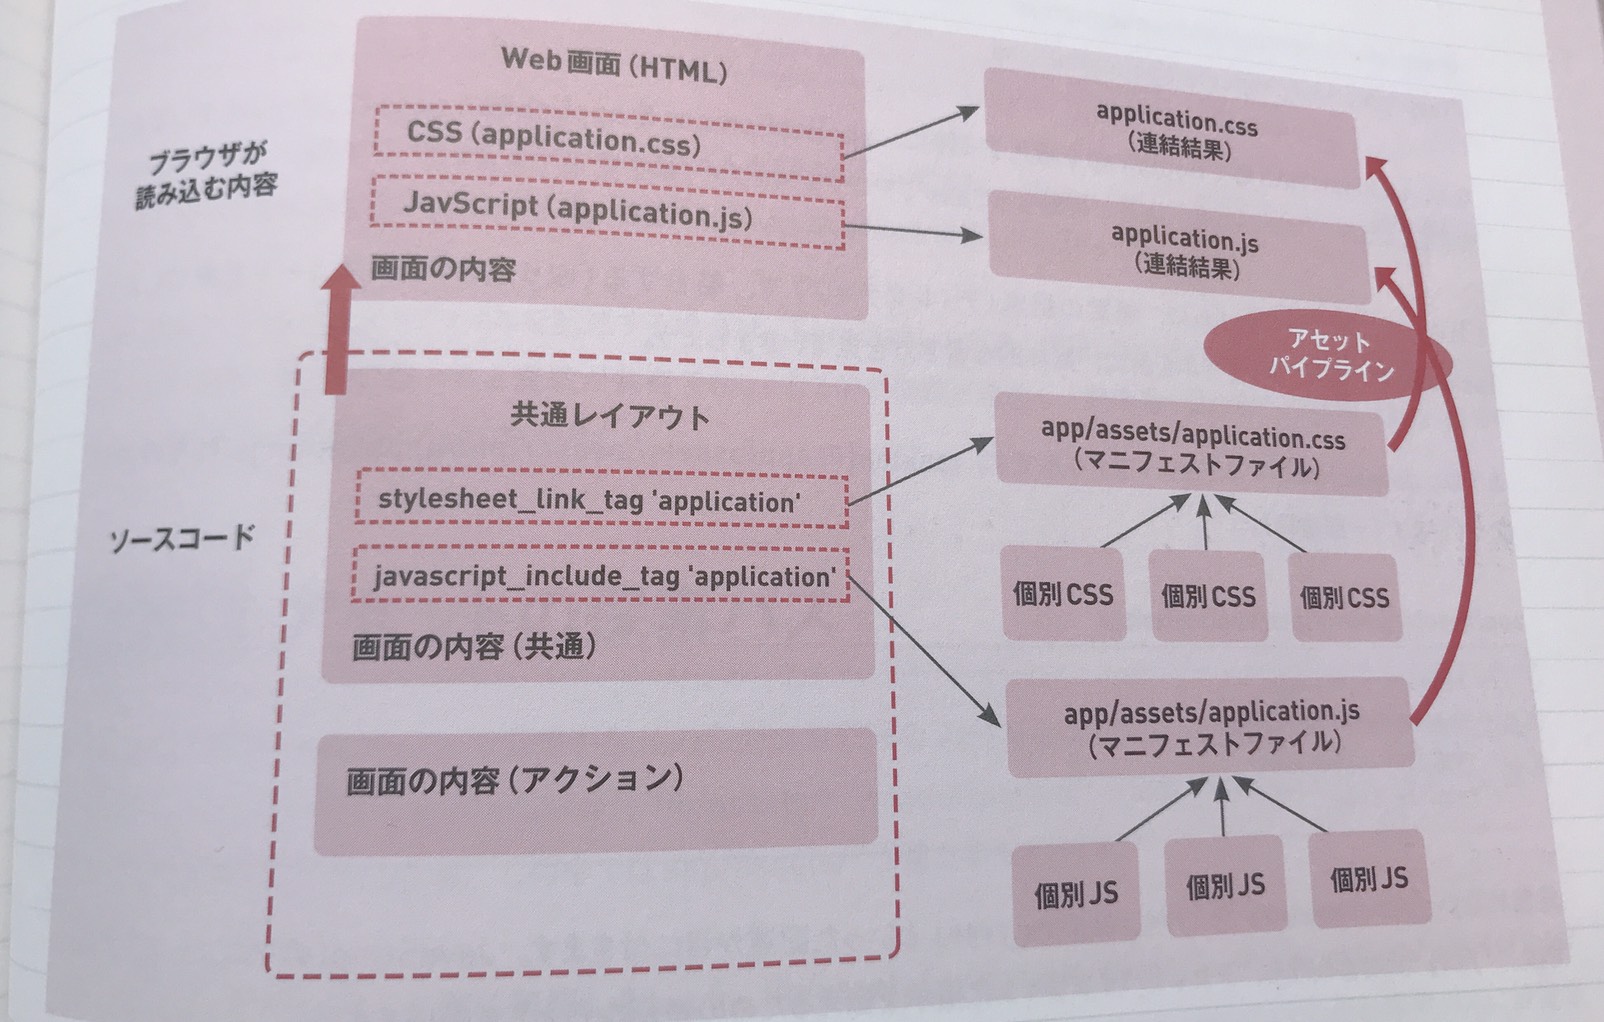 Web画面(HTML)
CSS (application.css)
JavScript (application.js)
画面の内容
application.css
(連結結果)
application.js
(連結結果)
ブラウザが
読み込む内容
アセット
パイプライン
共通レイアウト
stylesheet_link_tag 'application'
javascript_include_tag 'application'
画面の内容(共通)
画面の内容(アクション)
ソースコード
app/assets/application.css
(マニフェストファイル)
個別CSS
個別CSS
個別CSS
app/assets/application.js
(マニフェストファイル)
個別JS
個別JS
個別JS